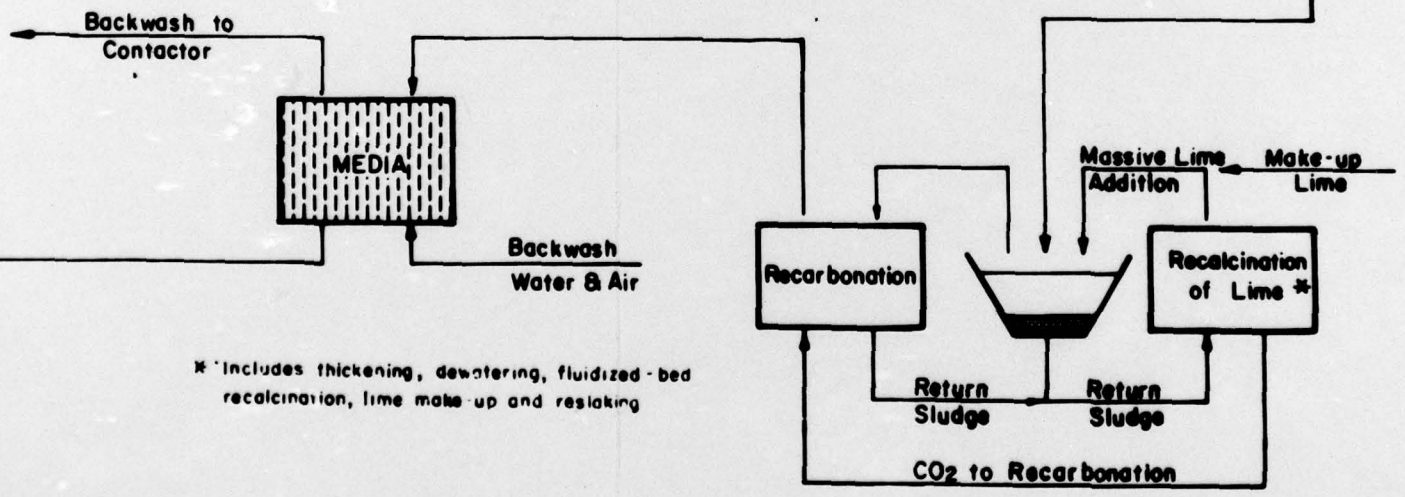 Backwash to
Contactor
MEDIA
Backwash
Water & Air
Massive Lime
Addition
Make-up
Lime
Recarbonation
Recalcination
of Lime *
* Includes thickening, dewatering, fluidized-bed
recalcination, lime make-up and reslaking
Return
Sludge
Return
Sludge
CO2 to Recarbonation